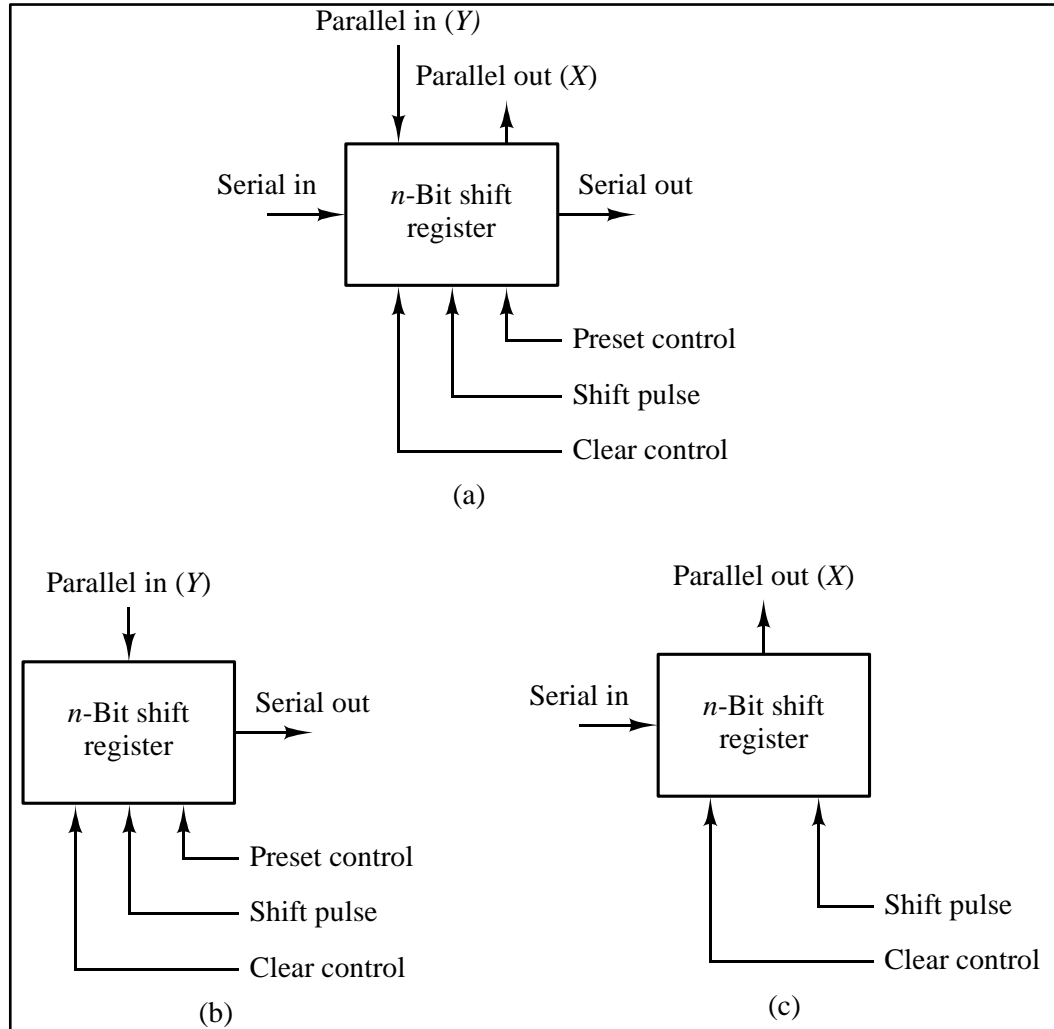 Parallel in (Y)
Parallel out (X)
Serial in
n-Bit shift
register
Serial out
Preset control
Shift pulse
Clear control
(a)
Parallel in (Y)
n-Bit shift
register
Serial out
Preset control
Shift pulse
Clear control
(b)
Parallel out (X)
Serial in
n-Bit shift
register
Shift pulse
Clear control
(c)